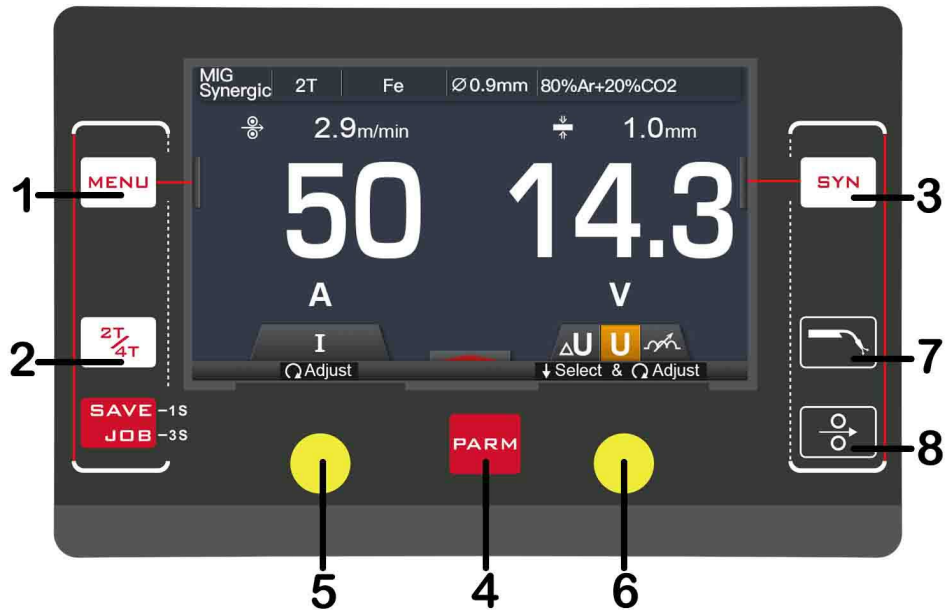 MIG
Synergic 2T Fe Ø0.9mm 80%Ar+20%CO2
2.9m/min 1.0mm
50 14.3
A V
I ΔU U
Adjust Select & Adjust
MENU
2T/4T
SAVE -1S
JOB -3S
PARM
SYN
1
2
3
7
8
5 4 6